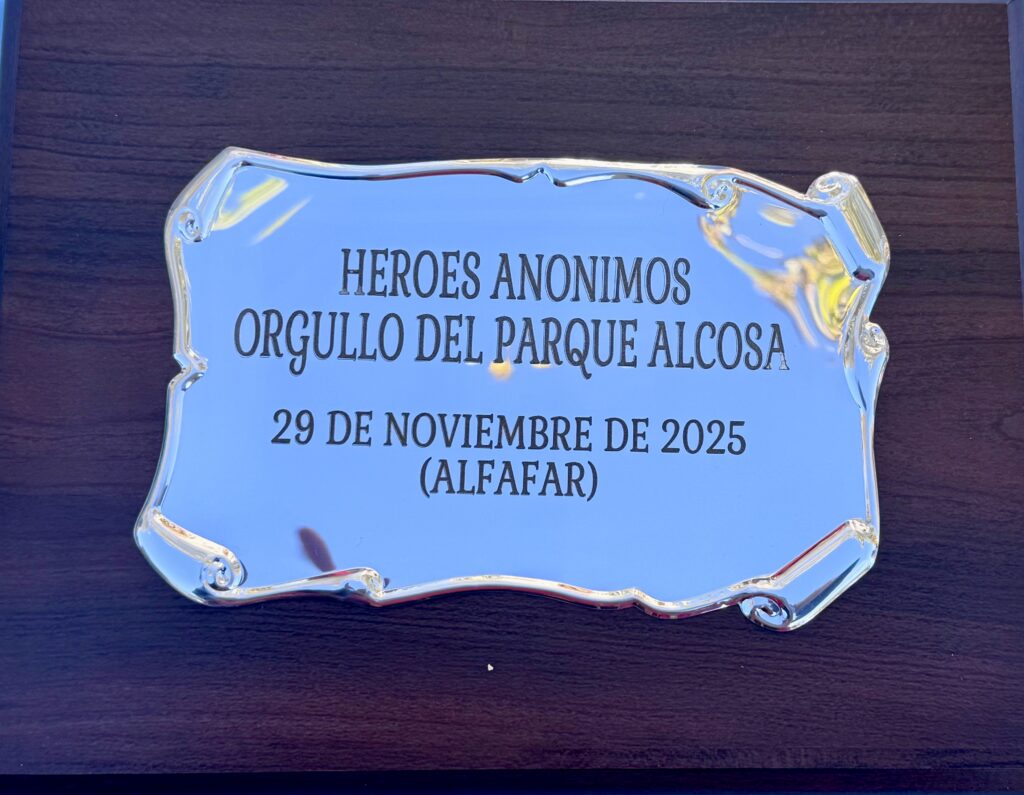 HEROES ANONIMOS
ORGULLO DEL PARQUE ALCOSA
29 DE NOVIEMBRE DE 2025
(ALFAFAR)